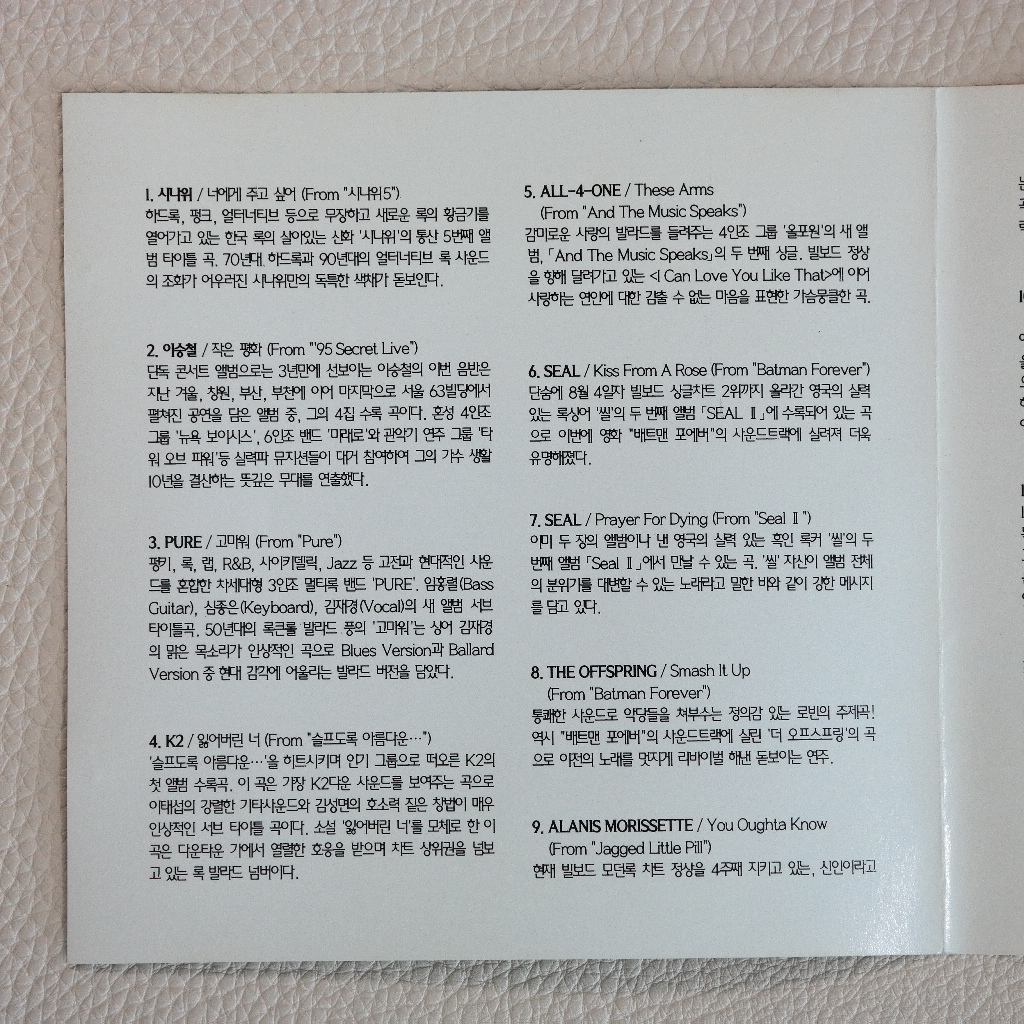 1. 시나위 / 너에게 주고 싶어 (From "시나위5")
하드록, 펑크, 얼터너티브 등으로 무장하고 새로운 록의 황금기를
열어가고 있는 한국 록의 살아있는 신화 '시나위'의 통산 5번째 앨
범 타이틀 곡. 70년대 하드록과 90년대의 얼터너티브 록 사운드
의 조화가 어우러진 시나위만의 독특한 색채가 돋보인다.
2. 이승철 / 작은 평화 (From "'95 Secret Live")
단독 콘서트 앨범으로는 3년만에 선보이는 이승철의 이번 음반은
지난 겨울, 창원, 부산, 부천에 이어 마지막으로 서울 63빌딩에서
펼쳐진 공연을 담은 앨범 중, 그의 4집 수록 곡이다. 혼성 4인조
그룹 '뉴욕 보이시스', 6인조 밴드 '미래로'와 관악기 연주 그룹 '타
워 오브 파워'등 실력파 뮤지션들이 대거 참여하여 그의 가수 생활
10년을 결산하는 뜻깊은 무대를 연출했다.
3. PURE / 고마워 (From "Pure")
펑키, 록, 랩, R&B, 사이키델릭, Jazz 등 고전과 현대적인 사운
드를 혼합한 차세대형 3인조 멀티록 밴드 'PURE'. 임홍렬(Bass
Guitar), 심종은(Keyboard), 김재경(Vocal)의 새 앨범 서브
타이틀곡. 50년대의 록큰롤 발라드 풍의 '고마워'는 싱어 김재경
의 맑은 목소리가 인상적인 곡으로 Blues Version과 Ballard
Version 중 현대 감각에 어울리는 발라드 버전을 담았다.
4. K2 / 잃어버린 너 (From "슬프도록 아름다운…")
'슬프도록 아름다운…'을 히트시키며 인기 그룹으로 떠오른 K2의
첫 앨범 수록곡. 이 곡은 가장 K2다운 사운드를 보여주는 곡으로
이태섭의 강렬한 기타사운드와 김성면의 호소력 짙은 창법이 매우
인상적인 서브 타이틀 곡이다. 소설 '잃어버린 너'를 모체로 한 이
곡은 다운타운 가에서 열렬한 호응을 받으며 차트 상위권을 넘보
고 있는 록 발라드 넘버이다.
5. ALL-4-ONE / These Arms
(From "And The Music Speaks")
감미로운 사랑의 발라드를 들려주는 4인조 그룹 '올포원'의 새 앨
범, 「And The Music Speaks」의 두 번째 싱글. 빌보드 정상
을 향해 달려가고 있는 <I Can Love You Like That>에 이어
사랑하는 연인에 대한 감출 수 없는 마음을 표현한 가슴뭉클한 곡.
6. SEAL / Kiss From A Rose (From "Batman Forever")
단숨에 8월 4일자 빌보드 싱글차트 2위까지 올라간 영국의 실력
있는 록싱어 '씰'의 두 번째 앨범 「SEAL Ⅱ」에 수록되어 있는 곡
으로 이번에 영화 "배트맨 포에버"의 사운드트랙에 실려져 더욱
유명해졌다.
7. SEAL / Prayer For Dying (From "Seal Ⅱ")
이미 두 장의 앨범이나 낸 영국의 실력 있는 흑인 록커 '씰'의 두
번째 앨범 「Seal Ⅱ」에서 만날 수 있는 곡. '씰' 자신이 앨범 전체
의 분위기를 대변할 수 있는 노래라고 말한 바와 같이 강한 메시지
를 담고 있다.
8. THE OFFSPRING / Smash It Up
(From "Batman Forever")
통쾌한 사운드로 악당들을 쳐부수는 정의감 있는 로빈의 주제곡!
역시 "배트맨 포에버"의 사운드트랙에 실린 '더 오프스프링'의 곡
으로 이전의 노래를 멋지게 리바이벌 해낸 돋보이는 연주.
9. ALANIS MORISSETTE / You Oughta Know
(From "Jagged Little Pill")
현재 빌보드 모던록 차트 정상을 4주째 지키고 있는, 신인이라고